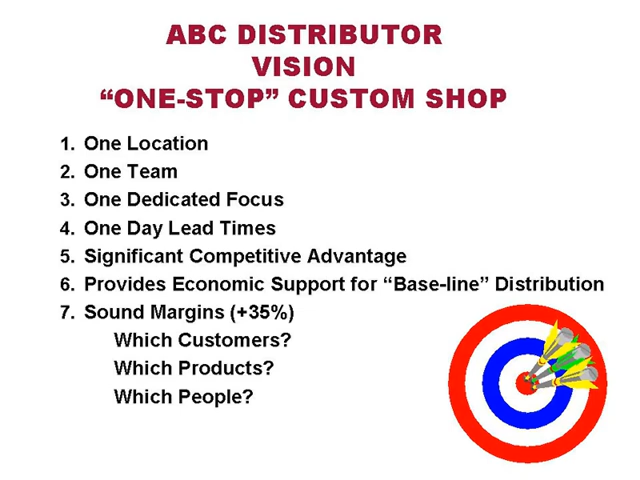 ABC DISTRIBUTOR
VISION
“ONE-STOP” CUSTOM SHOP
1. One Location
2. One Team
3. One Dedicated Focus
4. One Day Lead Times
5. Significant Competitive Advantage
6. Provides Economic Support for “Base-line” Distribution
7. Sound Margins (+35%)
Which Customers?
Which Products?
Which People?